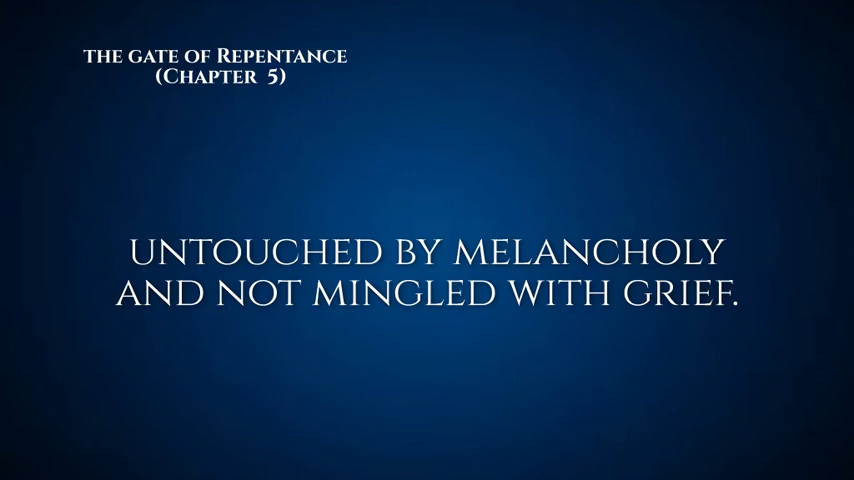 THE GATE OF REPENTANCE
(CHAPTER 5)
UNTOUCHED BY MELANCHOLY
AND NOT MINGLED WITH GRIEF.